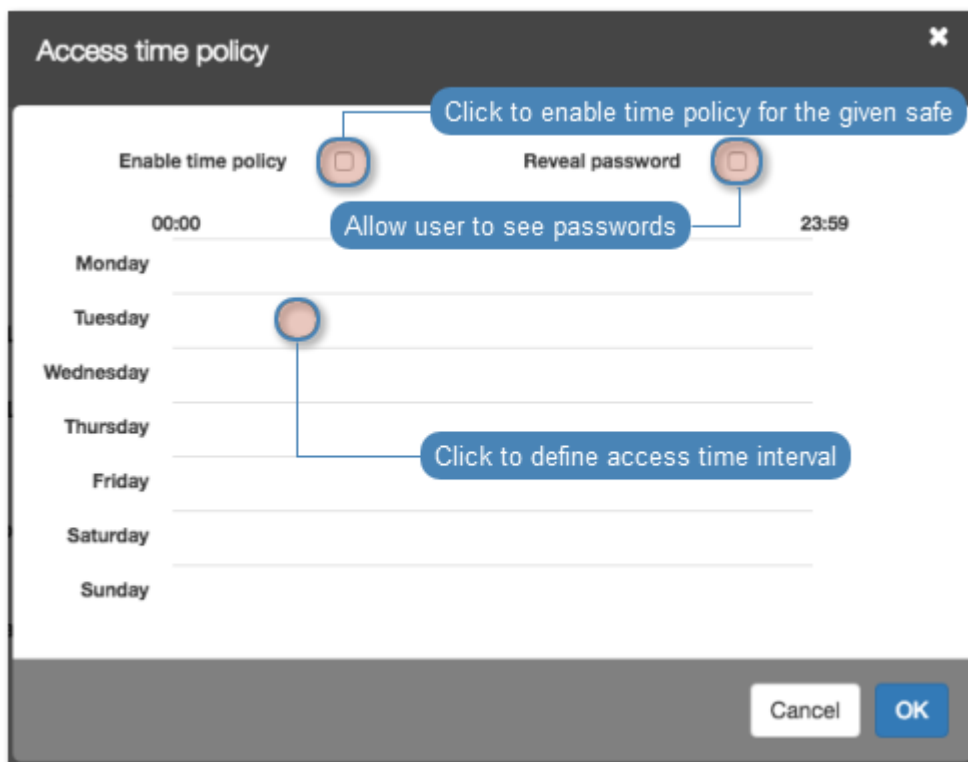 Access time policy
Click to enable time policy for the given safe
Enable time policy
Reveal password
00:00
Allow user to see passwords
23:59
Monday
Tuesday
Wednesday
Thursday
Click to define access time interval
Friday
Saturday
Sunday
Cancel
OK